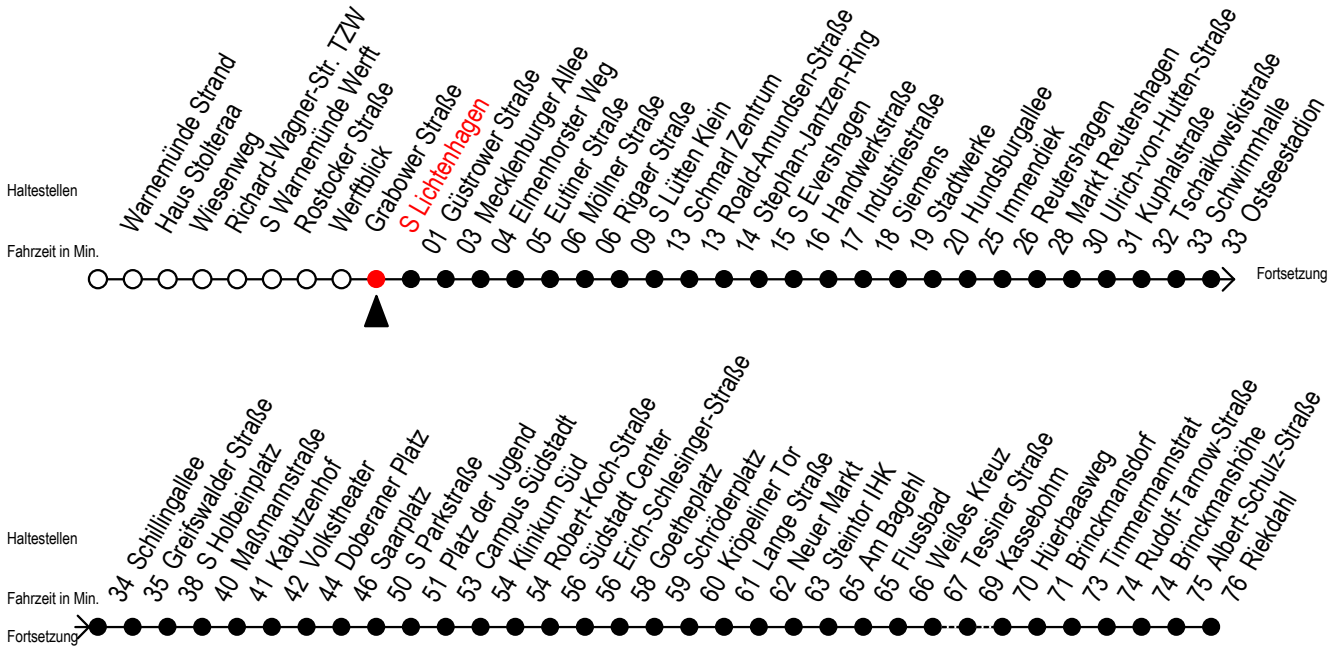 Haltestellen
Warnemünde Strand
Haus Stolteraa
Wiesenweg
Richard-Wagner-Str. TZW
S Warnemünde Werft
Rostocker Straße
Werftblick
Grabower Straße
S Lichtenhagen
01 Güstrower Straße
03 Mecklenburger Allee
04 Elmenhorster Weg
05 Eutiner Straße
06 Möllner Straße
06 Rigaer Straße
09 S Lütten Klein
13 Schmarl Zentrum
13 Roald-Amundsen-Straße
14 Stephan-Jantzen-Ring
15 S Evershagen
16 Handwerkstraße
17 Industriestraße
18 Siemens
19 Stadtwerke
20 Hundsburgallee
25 Immendiek
26 Reutershagen
28 Markt Reutershagen
30 Ulrich-von-Hutten-Straße
31 Kuphalstraße
32 Tschaikowskistraße
33 Schwimmhalle
33 Ostseestadion
Fahrzeit in Min.
Fortsetzung
Haltestellen
34 Schillingallee
35 Greifswalder Straße
38 S Holbeinplatz
40 Maßmannstraße
41 Kabutzenhof
42 Volkstheater
44 Doberaner Platz
46 Saarplatz
50 S Parkstraße
51 Platz der Jugend
53 Campus Südstadt
54 Klinikum Süd
54 Robert-Koch-Straße
56 Südstadt Center
56 Erich-Schlesinger-Straße
58 Goetheplatz
59 Schröderplatz
60 Kröpeliner Tor
61 Lange Straße
62 Neuer Markt
63 Steintor IHK
65 Am Bagehl
65 Flussbad
66 Weißes Kreuz
67 Tessiner Straße
69 Kassebohm
70 Hüerbaasweg
71 Brinckmansdorf
73 Timmermannstrat
74 Rudolf-Tarnow-Straße
74 Brinckmanshöhe
75 Albert-Schulz-Straße
76 Riekdahl
Fahrzeit in Min.
Fortsetzung